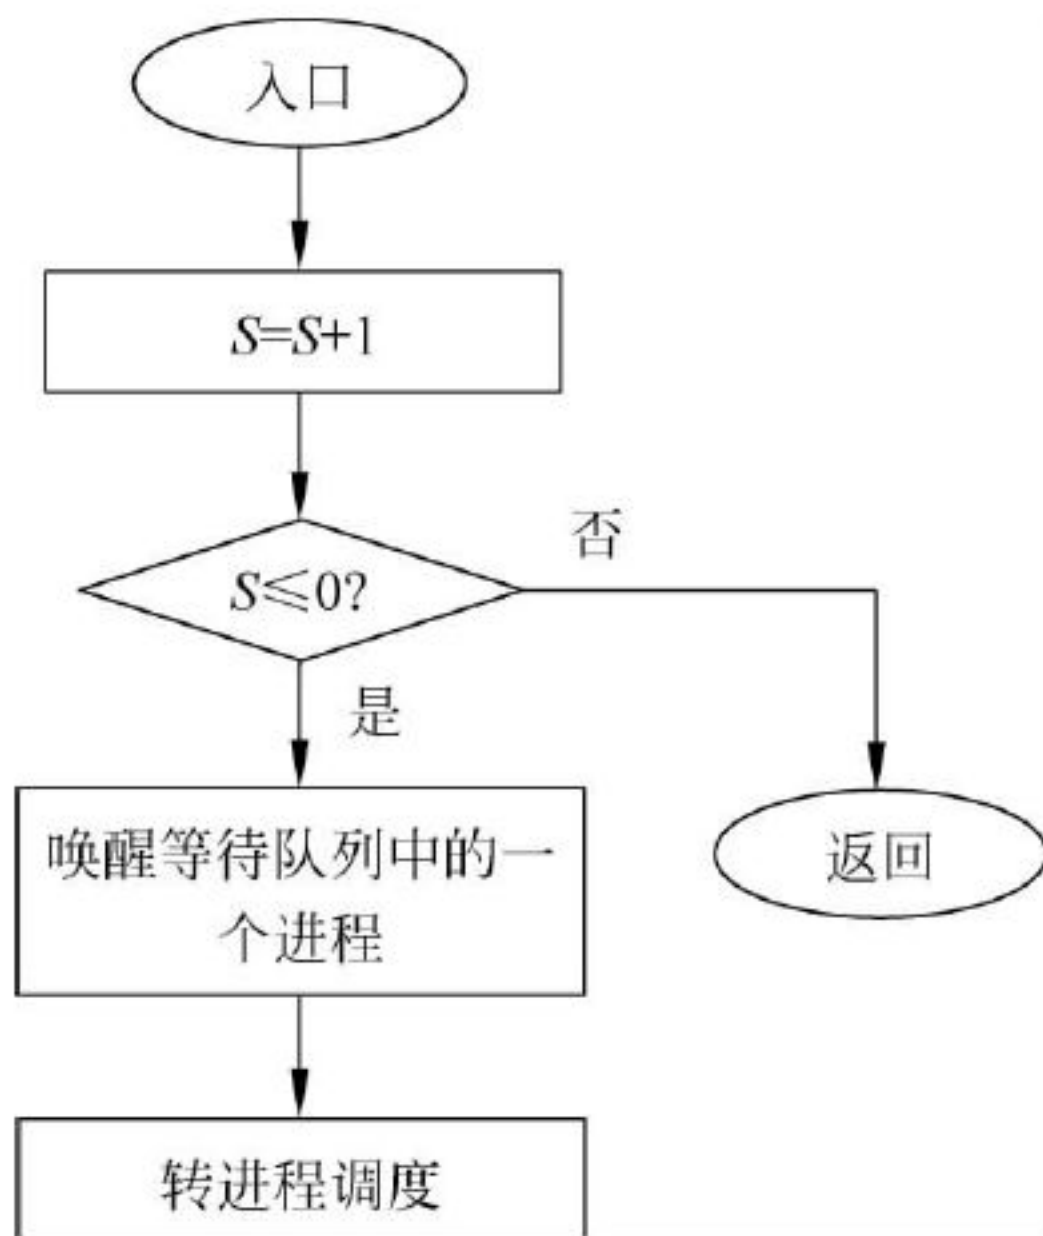 入口
S=S+1
S≤0?
否
是
唤醒等待队列中的一
个进程
返回
转进程调度